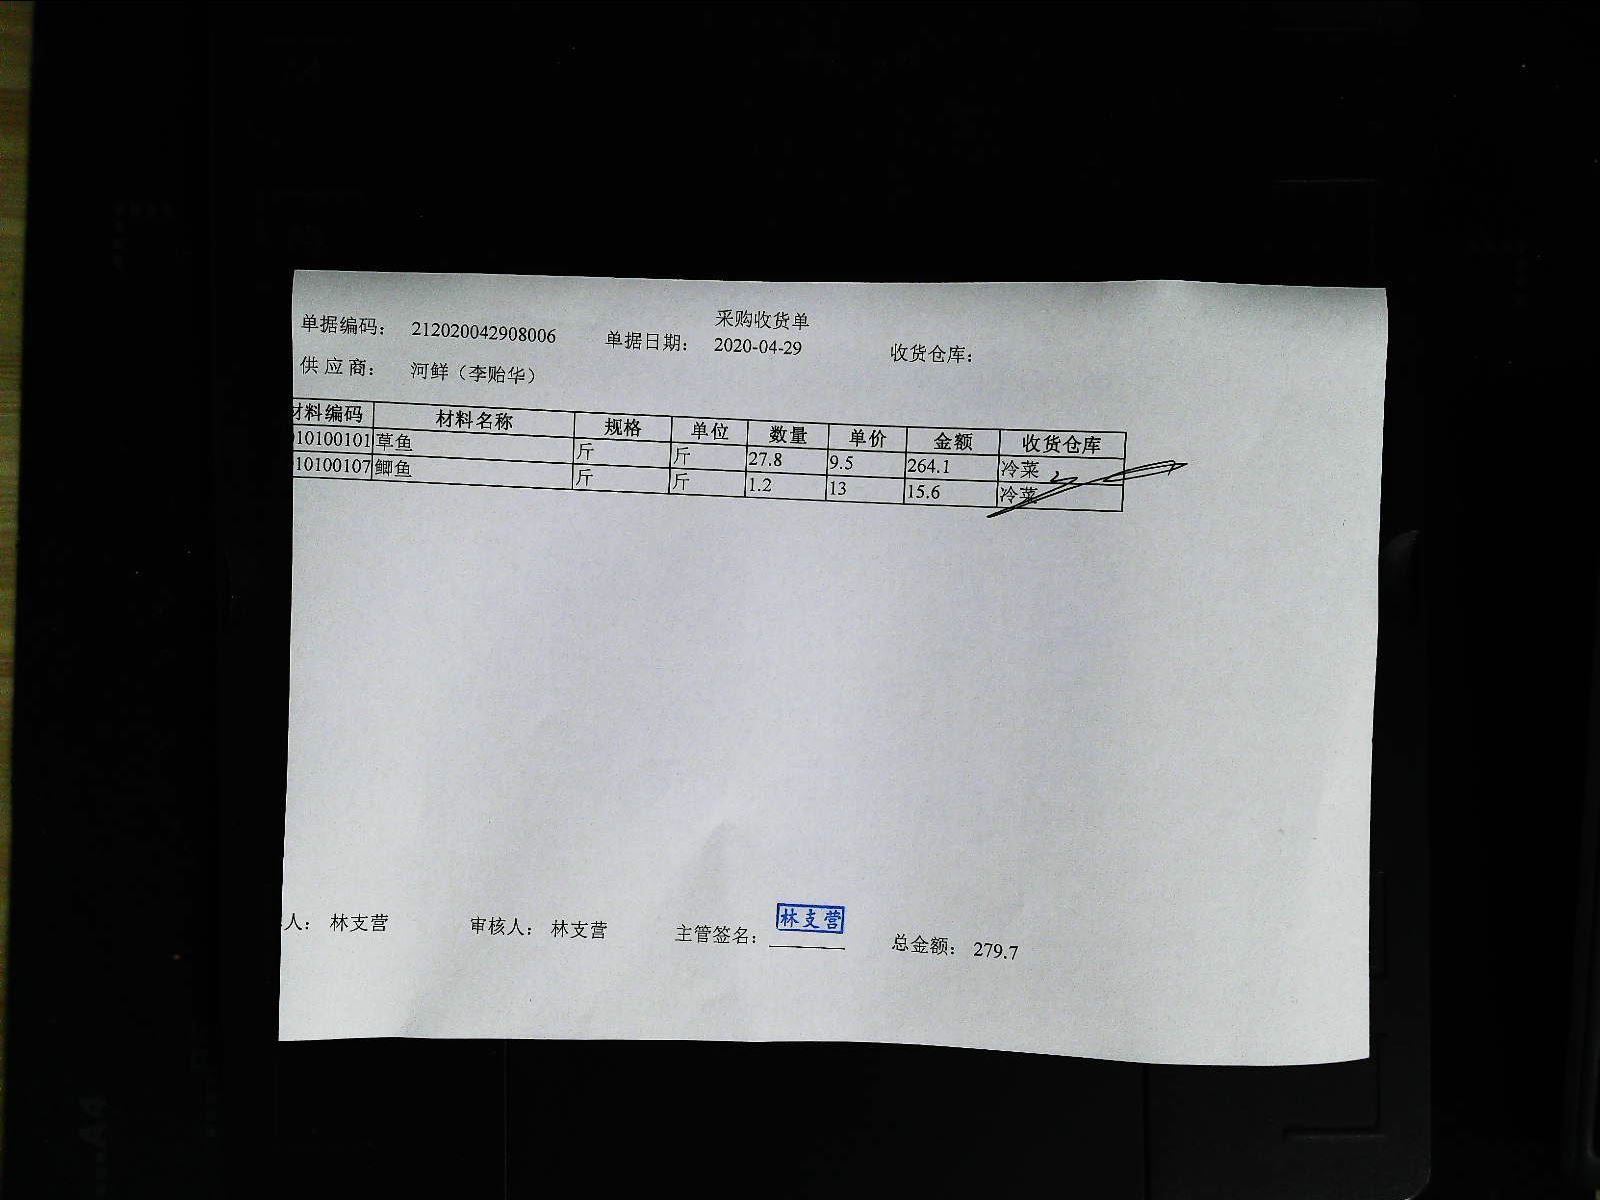 采购收货单
单据编码： 212020042908006 单据日期： 2020-04-29 收货仓库：
供 应 商： 河鲜（李贻华）
材料编码 材料名称 规格 单位 数量 单价 金额 收货仓库
10100101 草鱼 斤 斤 27.8 9.5 264.1 冷菜
10100107 鲫鱼 斤 斤 1.2 13 15.6 冷菜
人： 林支营 审核人： 林支营 主管签名： 林支营 总金额： 279.7